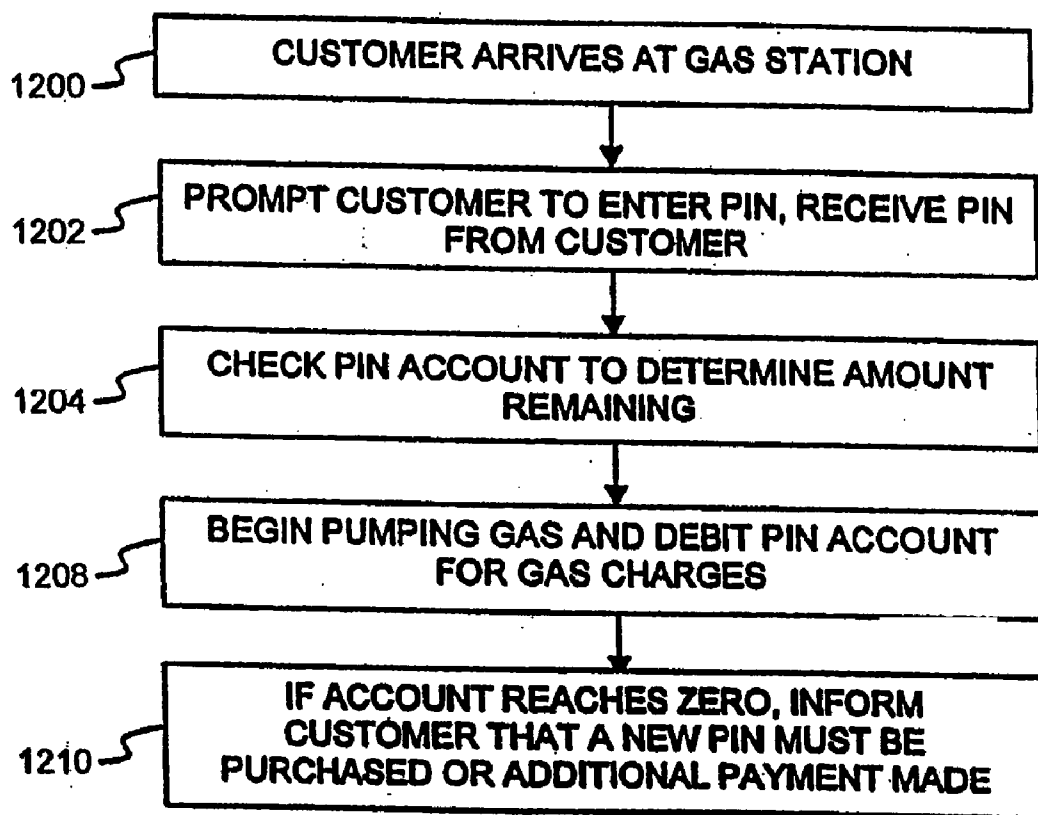 1200
CUSTOMER ARRIVES AT GAS STATION
1202
PROMPT CUSTOMER TO ENTER PIN, RECEIVE PIN
FROM CUSTOMER
1204
CHECK PIN ACCOUNT TO DETERMINE AMOUNT
REMAINING
1208
BEGIN PUMPING GAS AND DEBIT PIN ACCOUNT
FOR GAS CHARGES
1210
IF ACCOUNT REACHES ZERO, INFORM
CUSTOMER THAT A NEW PIN MUST BE
PURCHASED OR ADDITIONAL PAYMENT MADE